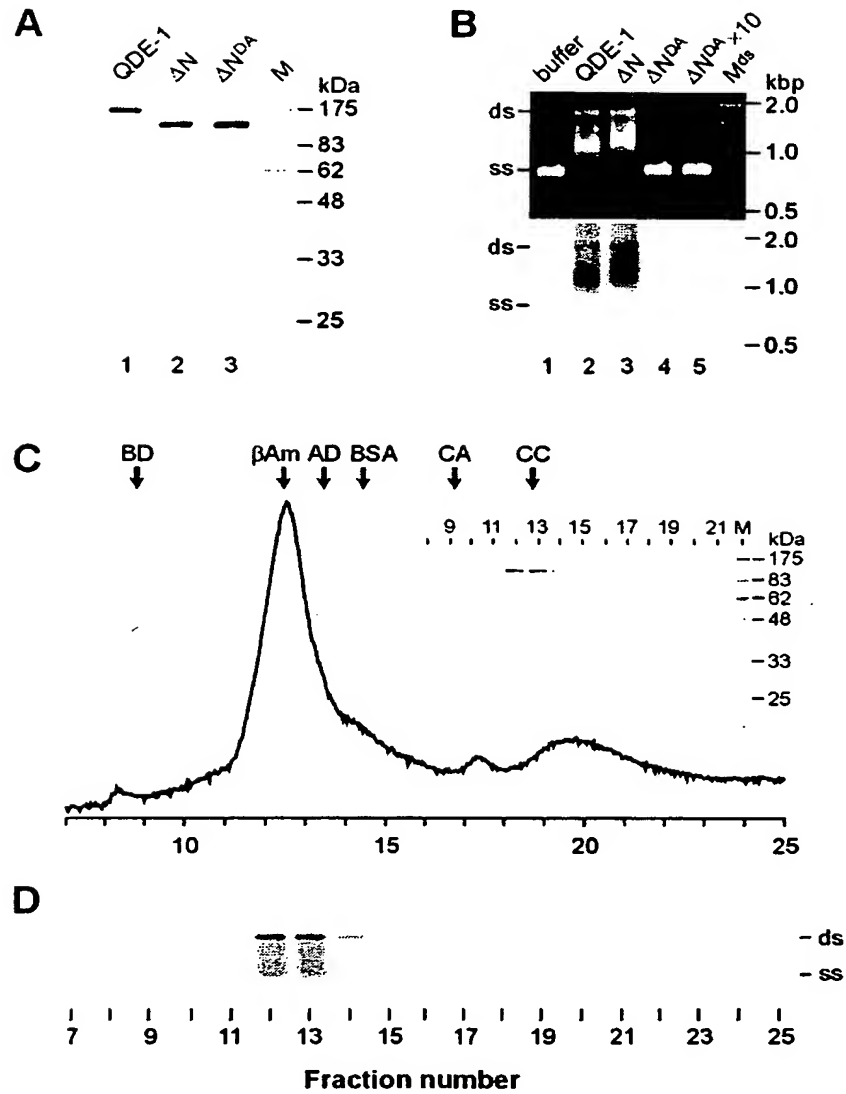 A
QDE-1 ΔN ΔN^DA M
kDa
175
83
62
48
33
25
1 2 3
B
buffer QDE-1 ΔN ΔN^DA ΔN^DA ×10 M^ds
kbp
ds
ss
2.0
1.0
0.5
ds
ss
2.0
1.0
0.5
1 2 3 4 5
C
BD βAm AD BSA CA CC
9 11 13 15 17 19 21 M
kDa
175
83
62
48
33
25
10 15 20 25
D
ds
ss
7 9 11 13 15 17 19 21 23 25
Fraction number